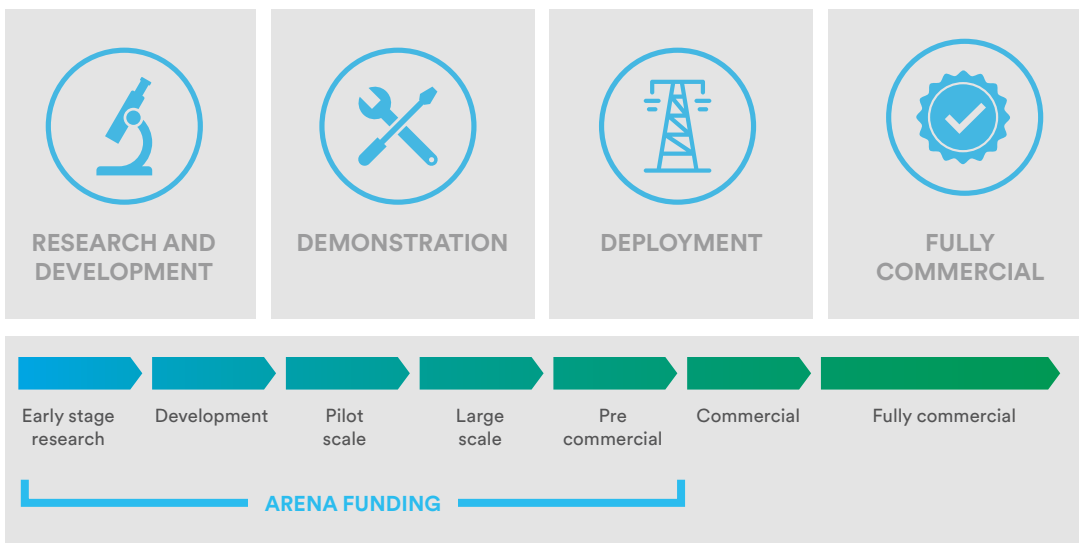 RESEARCH AND
DEVELOPMENT
DEMONSTRATION
DEPLOYMENT
FULLY
COMMERCIAL
Early stage
research
Development
Pilot
scale
Large
scale
Pre
commercial
Commercial
Fully commercial
ARENA FUNDING